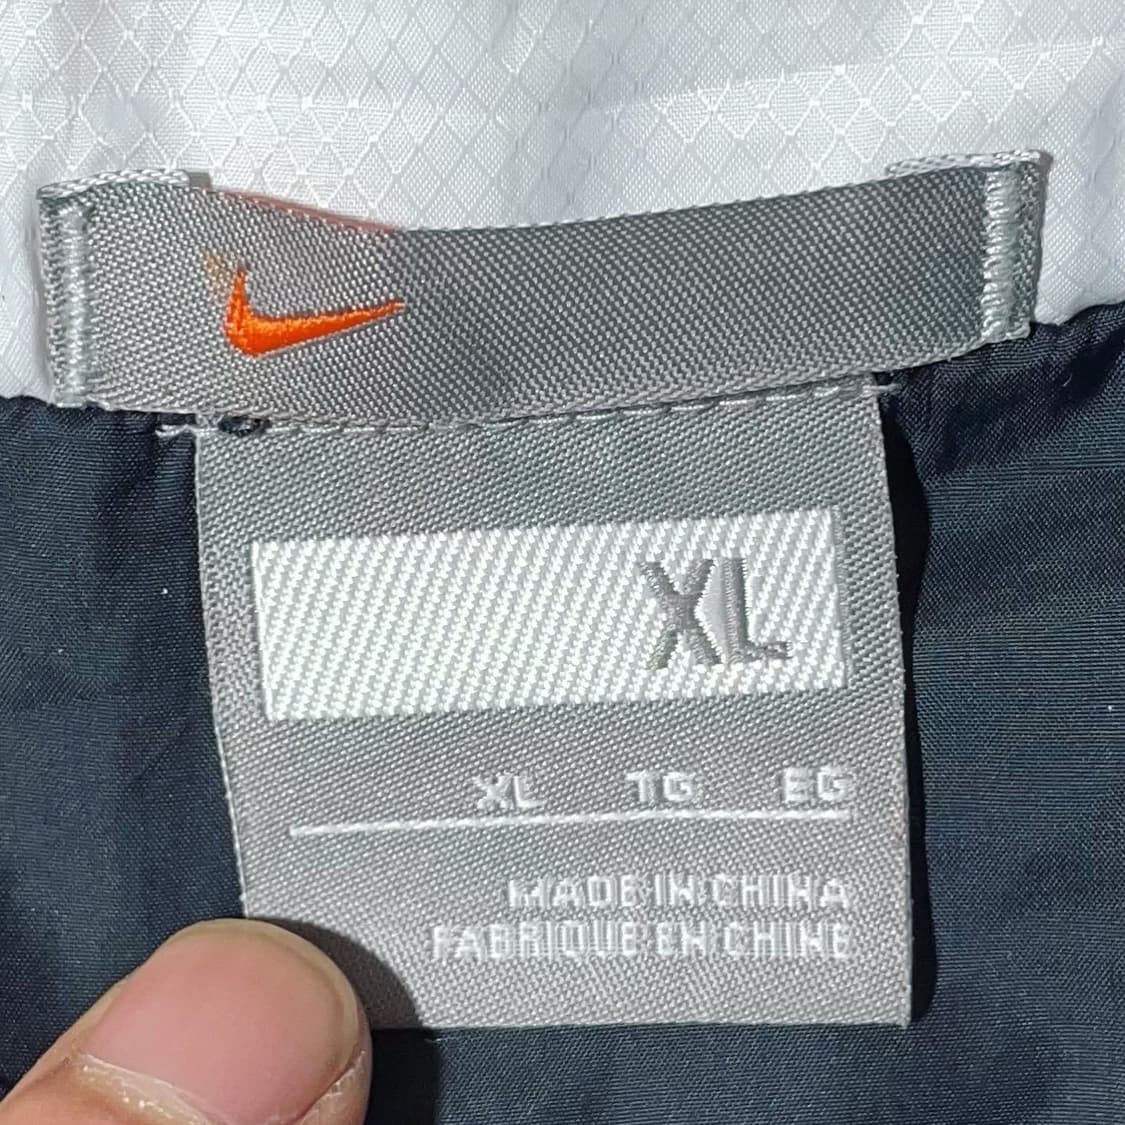 XL
XL TG EG
MADE IN CHINA
FABRIQUE EN CHINE